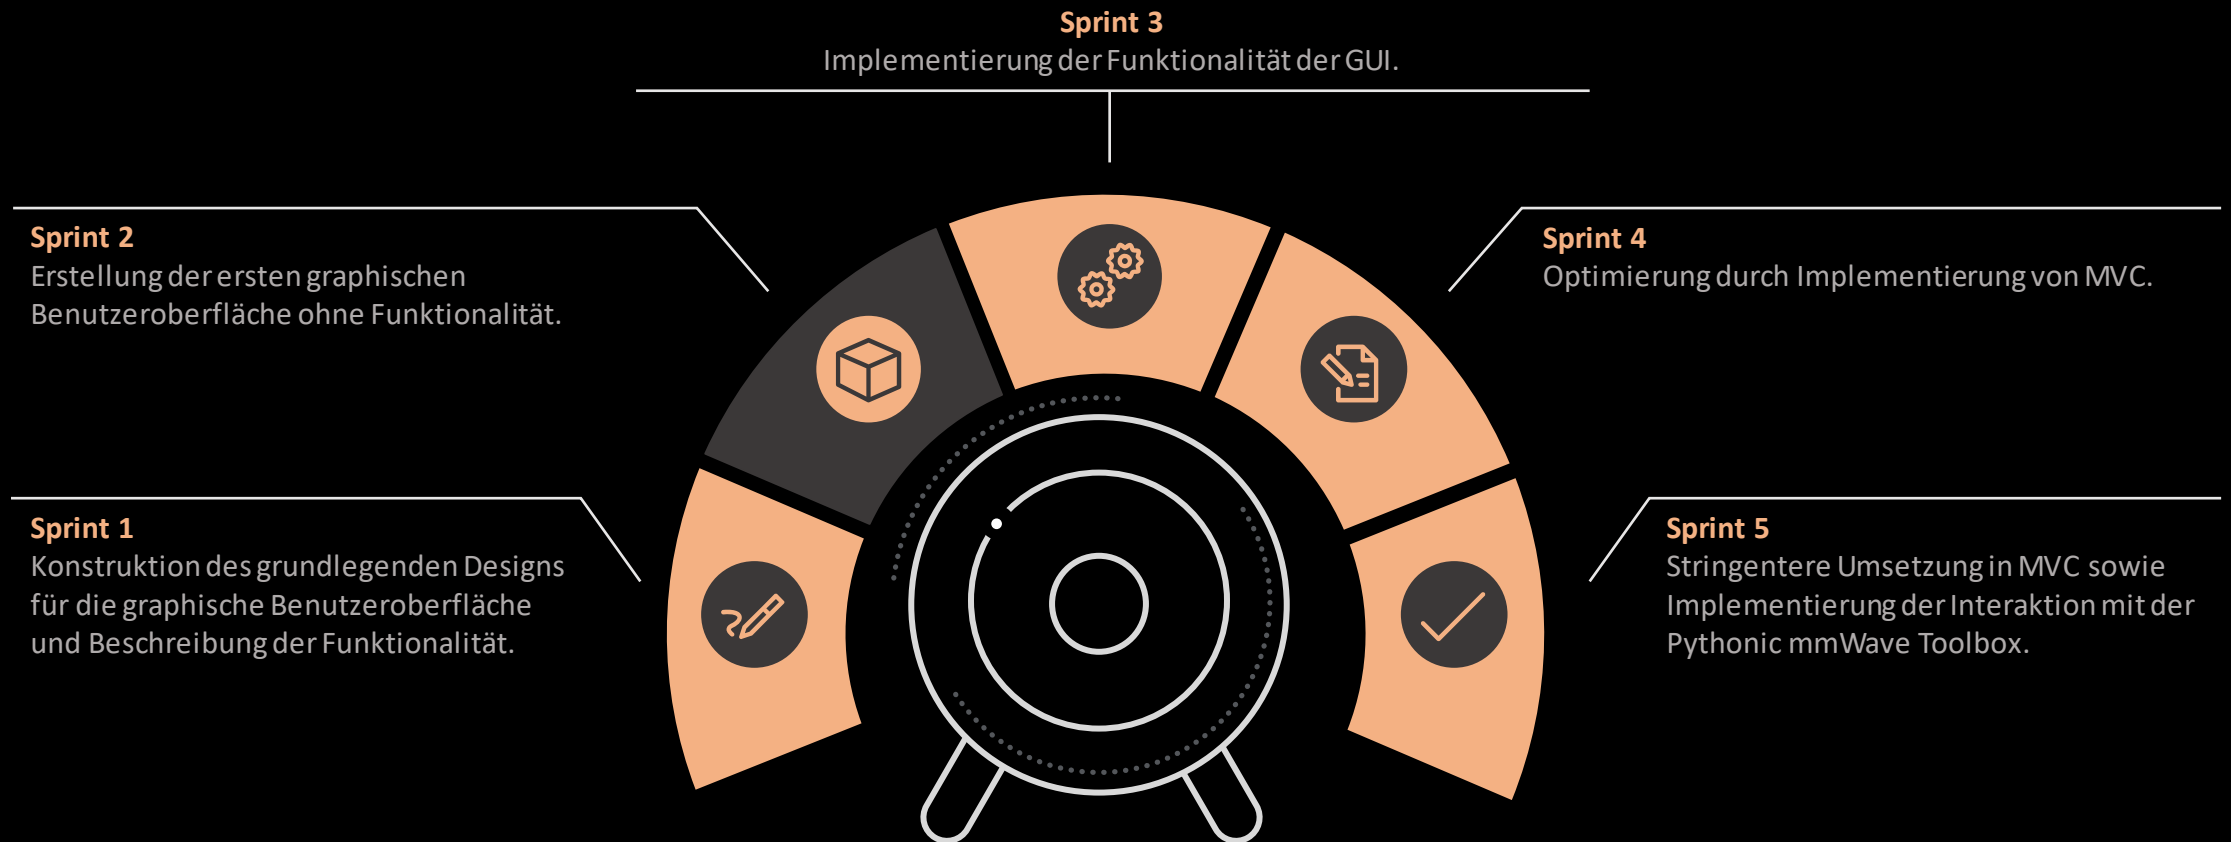 Sprint 3
Implementierung der Funktionalität der GUI.
Sprint 2
Erstellung der ersten graphischen
Benutzeroberfläche ohne Funktionalität.
Sprint 4
Optimierung durch Implementierung von MVC.
Sprint 1
Konstruktion des grundlegenden Designs
für die graphische Benutzeroberfläche
und Beschreibung der Funktionalität.
Sprint 5
Stringentere Umsetzung in MVC sowie
Implementierung der Interaktion mit der
Pythonic mmWave Toolbox.